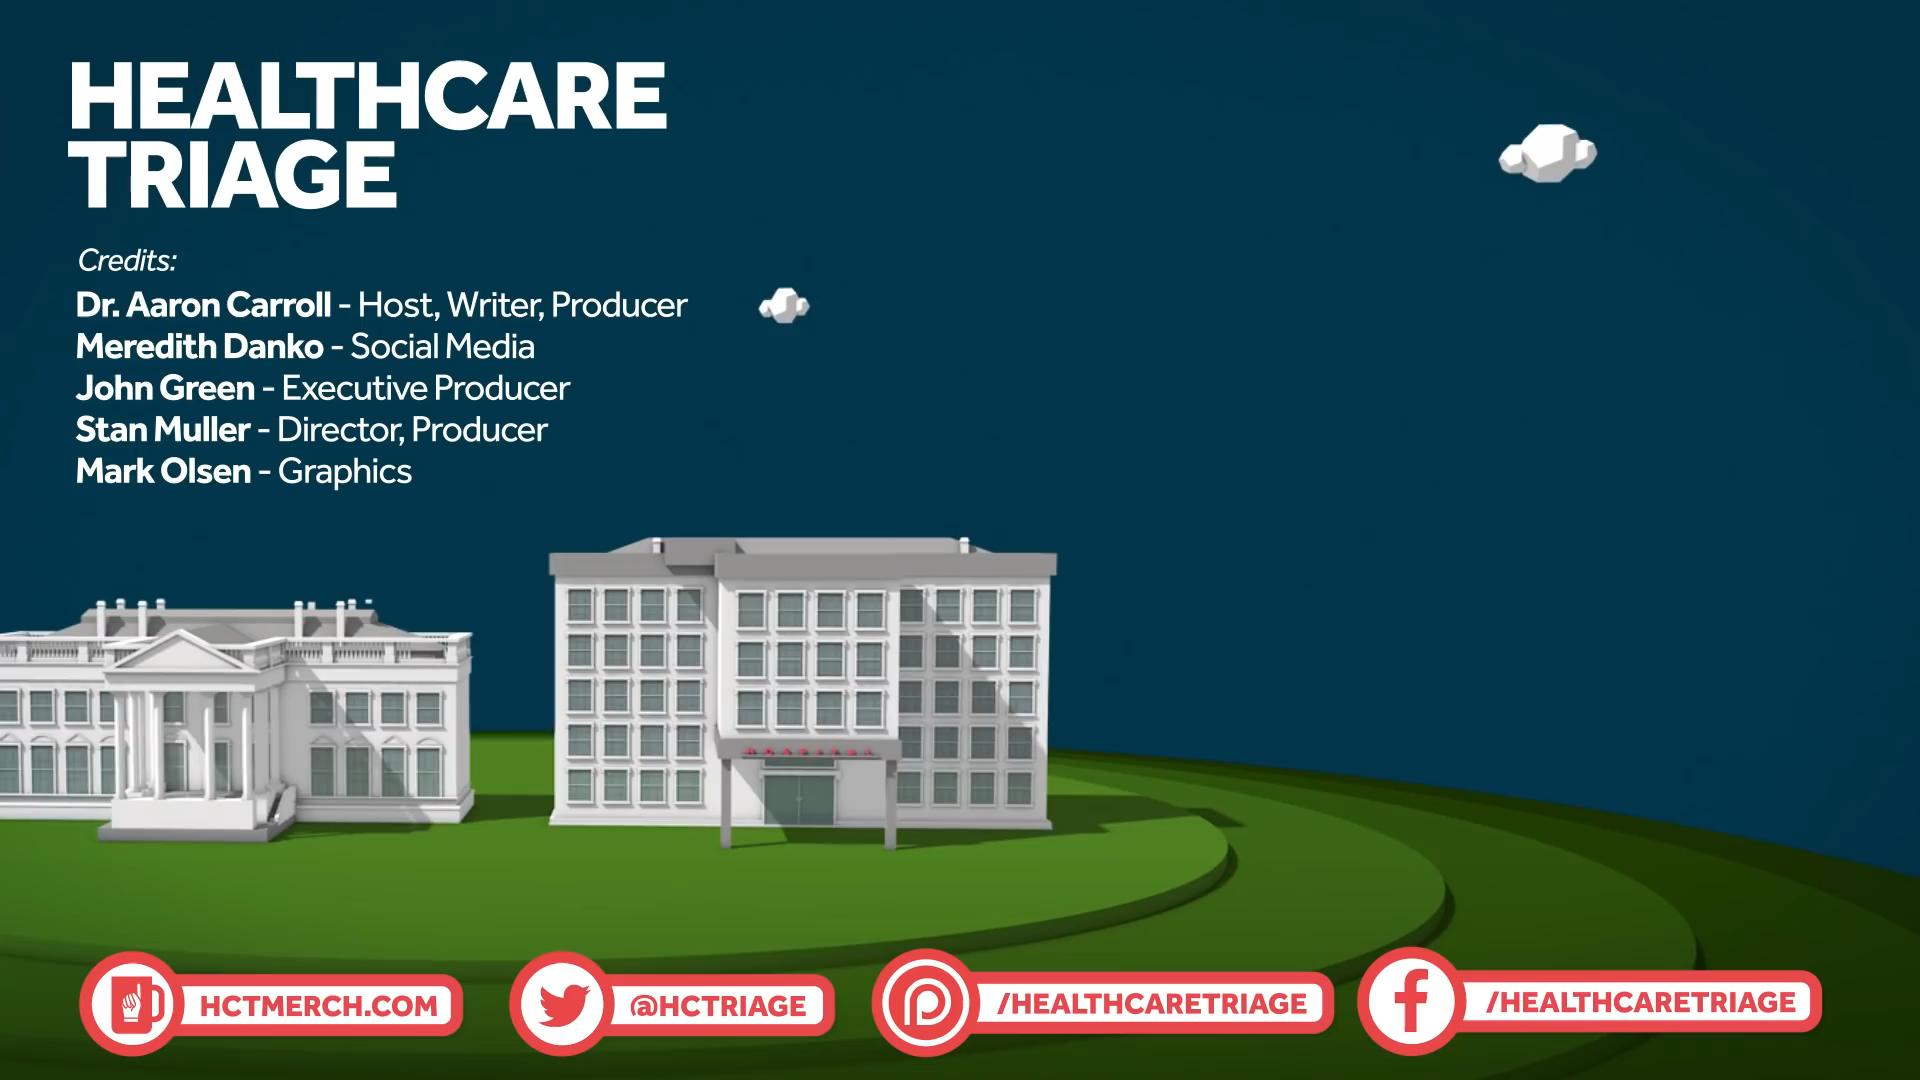 HEALTHCARE
TRIAGE
Credits:
Dr. Aaron Carroll - Host, Writer, Producer
Meredith Danko - Social Media
John Green - Executive Producer
Stan Muller - Director, Producer
Mark Olsen - Graphics
HCTMERCH.COM
@HCTRIAGE
/HEALTHCARETRIAGE
/HEALTHCARETRIAGE